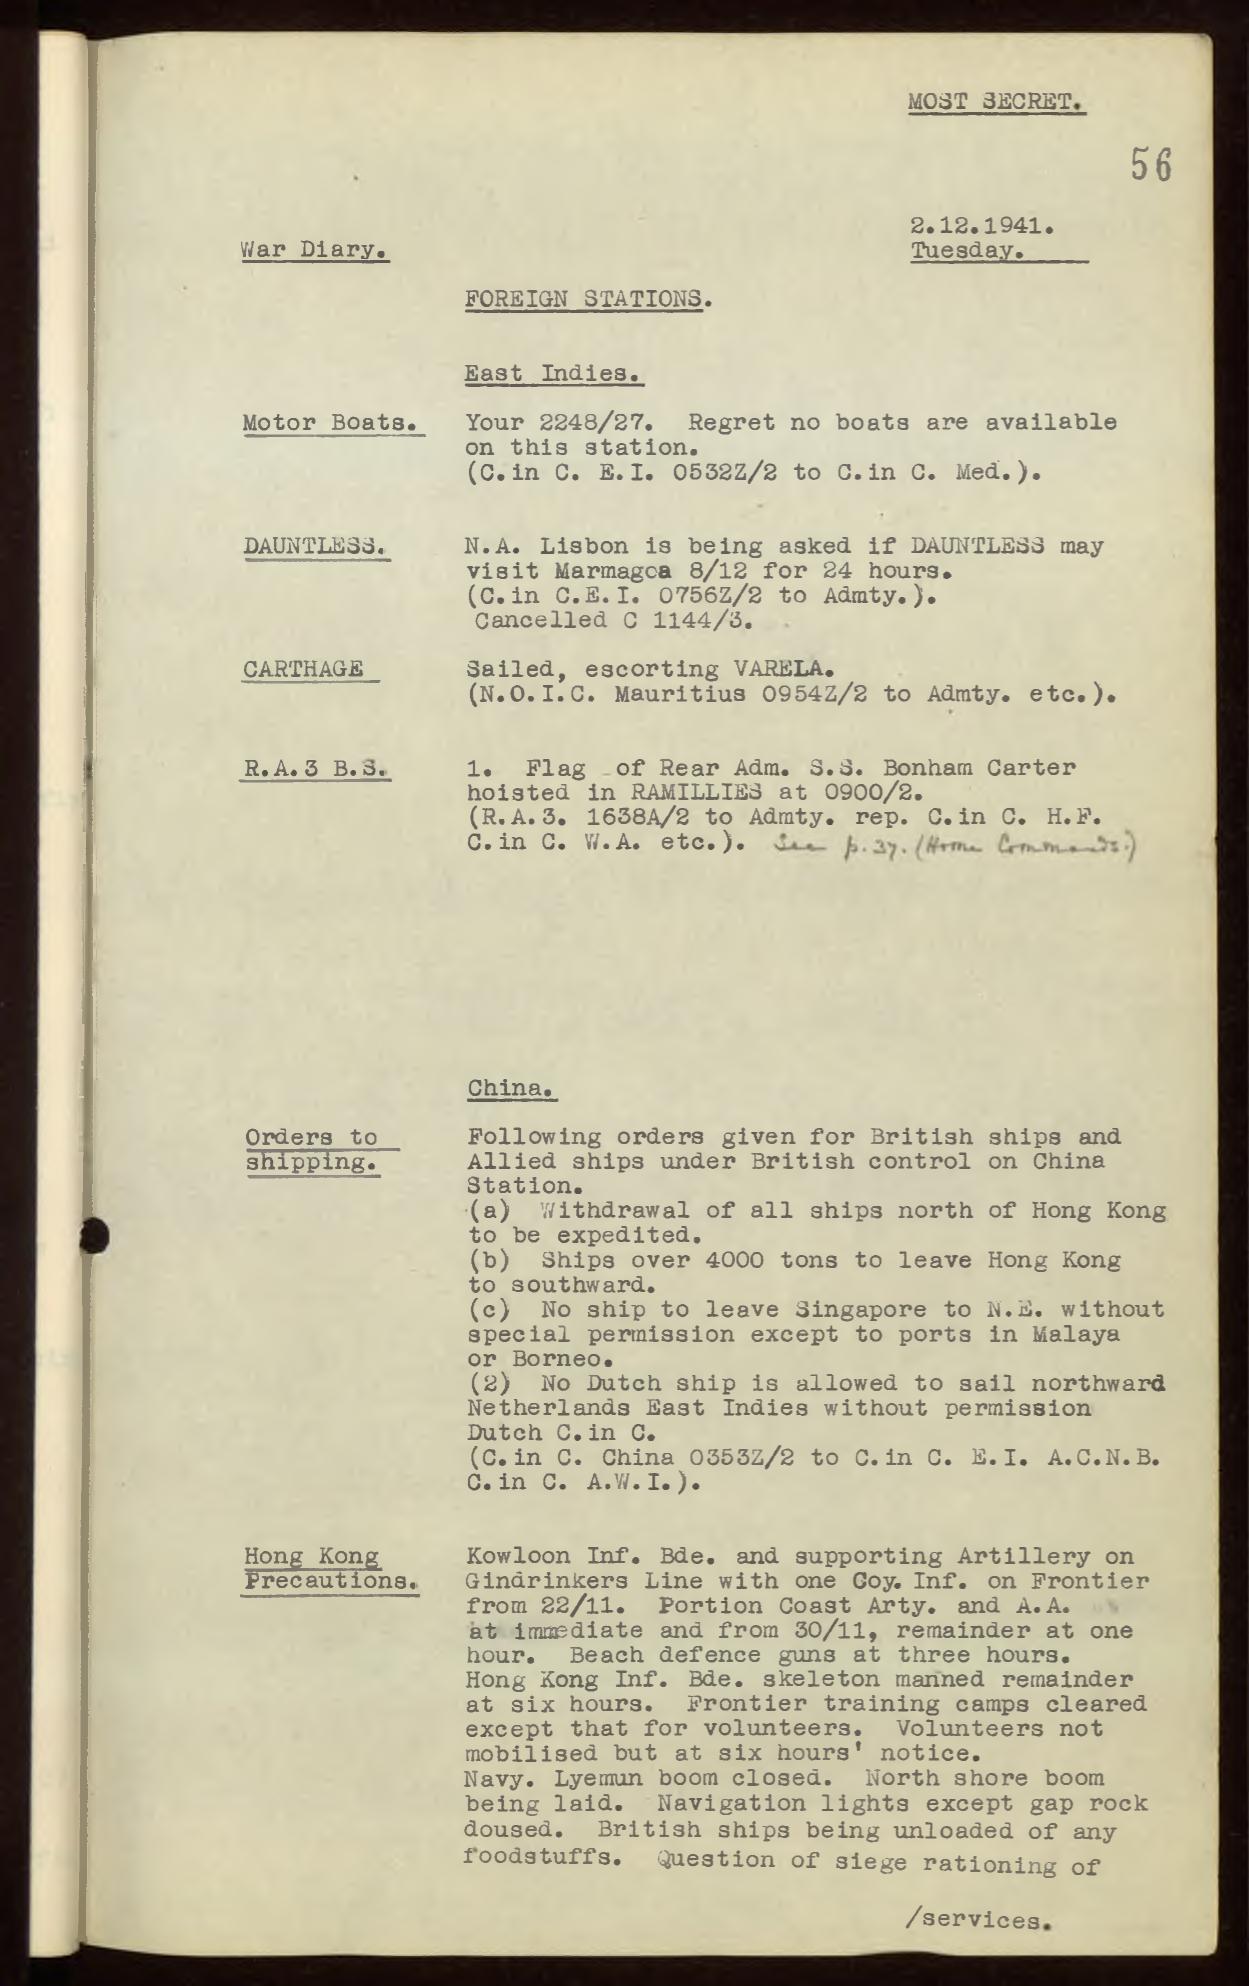 MOST SECRET.
56
2.12.1941.
War Diary.
Tuesday.
FOREIGN STATIONS.
East Indies.
Motor Boats. Your 2248/27. Regret no boats are available
on this station.
(C.in C. E.I. 0532Z/2 to C.in C. Med.).
DAUNTLESS. N.A. Lisbon is being asked if DAUNTLESS may
visit Marmagoa 8/12 for 24 hours.
(C.in C.E.I. 0756Z/2 to Admty.).
Cancelled C 1144/3.
CARTHAGE Sailed, escorting VARELA.
(N.O.I.C. Mauritius 0954Z/2 to Admty. etc.).
R.A.3 B.S. 1. Flag of Rear Adm. S.S. Bonham Carter
hoisted in RAMILLIES at 0900/2.
(R.A.3. 1638A/2 to Admty. rep. C.in C. H.F.
C.in C. W.A. etc.). See p.37. (Home Commands.)
China.
Orders to Following orders given for British ships and
shipping. Allied ships under British control on China
Station.
(a) Withdrawal of all ships north of Hong Kong
to be expedited.
(b) Ships over 4000 tons to leave Hong Kong
to southward.
(c) No ship to leave Singapore to N.E. without
special permission except to ports in Malaya
or Borneo.
(2) No Dutch ship is allowed to sail northward
Netherlands East Indies without permission
Dutch C.in C.
(C.in C. China 0353Z/2 to C.in C. E.I. A.C.N.B.
C.in C. A.W.I.).
Hong Kong Kowloon Inf. Bde. and supporting Artillery on
Precautions. Gindrinkers Line with one Coy. Inf. on Frontier
from 22/11. Portion Coast Arty. and A.A.
at immediate and from 30/11, remainder at one
hour. Beach defence guns at three hours.
Hong Kong Inf. Bde. skeleton manned remainder
at six hours. Frontier training camps cleared
except that for volunteers. Volunteers not
mobilised but at six hours' notice.
Navy. Lyemun boom closed. North shore boom
being laid. Navigation lights except gap rock
doused. British ships being unloaded of any
foodstuffs. Question of siege rationing of
/services.